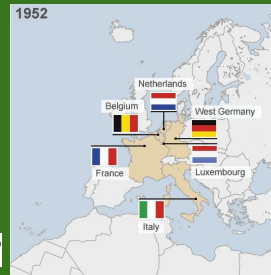 1952
Netherlands
Belgium
West Germany
France
Luxembourg
Italy